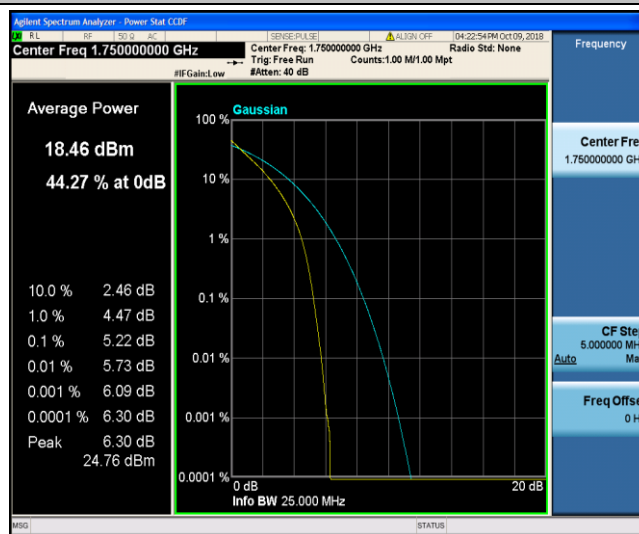 Agilent Spectrum Analyzer - Power Stat CCDF
RL RF 50 Ω AC SENSE:PULSE ALIGN OFF 04:22:54 PM Oct 09, 2018
Center Freq 1.750000000 GHz
Center Freq: 1.750000000 GHz Radio Std: None
Trig: Free Run Counts:1.00 M/1.00 Mpt
#IFGain:Low #Atten: 40 dB
Frequency
Average Power
18.46 dBm
44.27 % at 0dB
10.0 % 2.46 dB
1.0 % 4.47 dB
0.1 % 5.22 dB
0.01 % 5.73 dB
0.001 % 6.09 dB
0.0001 % 6.30 dB
Peak 6.30 dB
24.76 dBm
Gaussian
100 %
10 %
1 %
0.1 %
0.01 %
0.001 %
0.0001 %
0 dB 20 dB
Info BW 25.000 MHz
Center Fre
1.750000000 GH
CF Ste
5.000000 MH
Auto Ma
Freq Offse
0 H
MSG STATUS